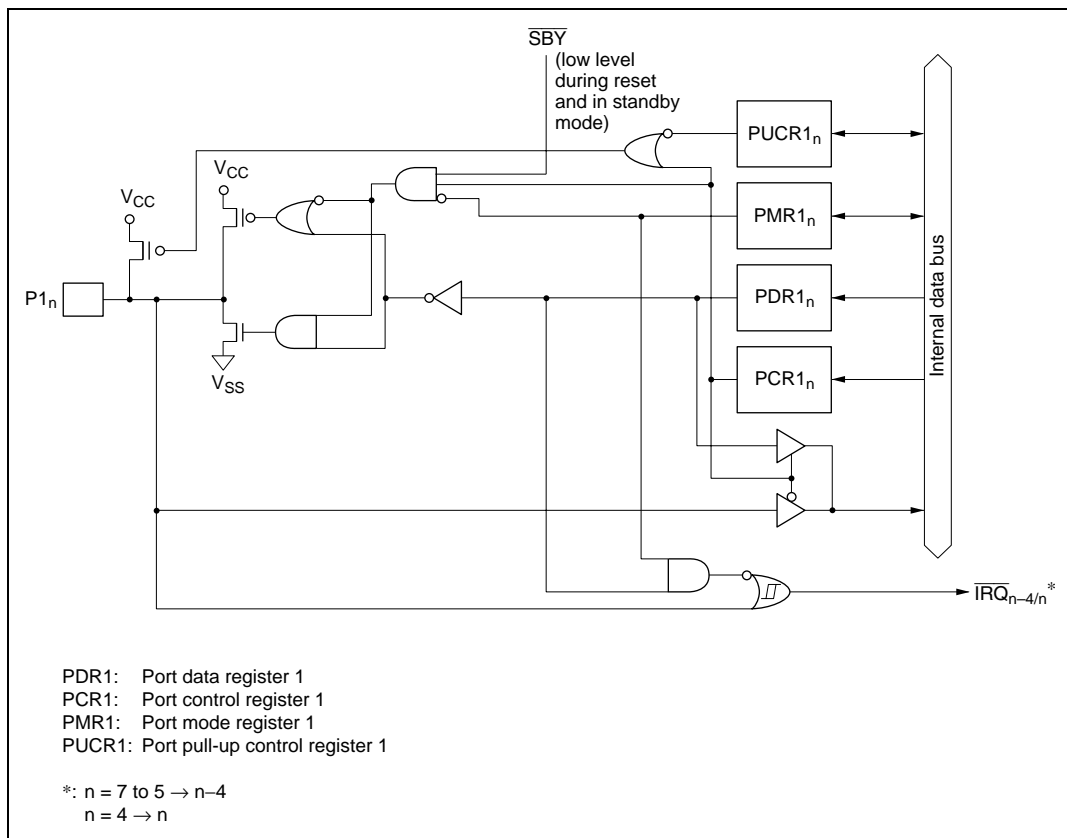 SBY
(low level
during reset
and in standby
mode)
PUCR1n
VCC
VCC
PMR1n
P1n
PDR1n
VSS
PCR1n
Internal data bus
IRQn–4/n*
PDR1: Port data register 1
PCR1: Port control register 1
PMR1: Port mode register 1
PUCR1: Port pull-up control register 1
*: n = 7 to 5 → n–4
n = 4 → n